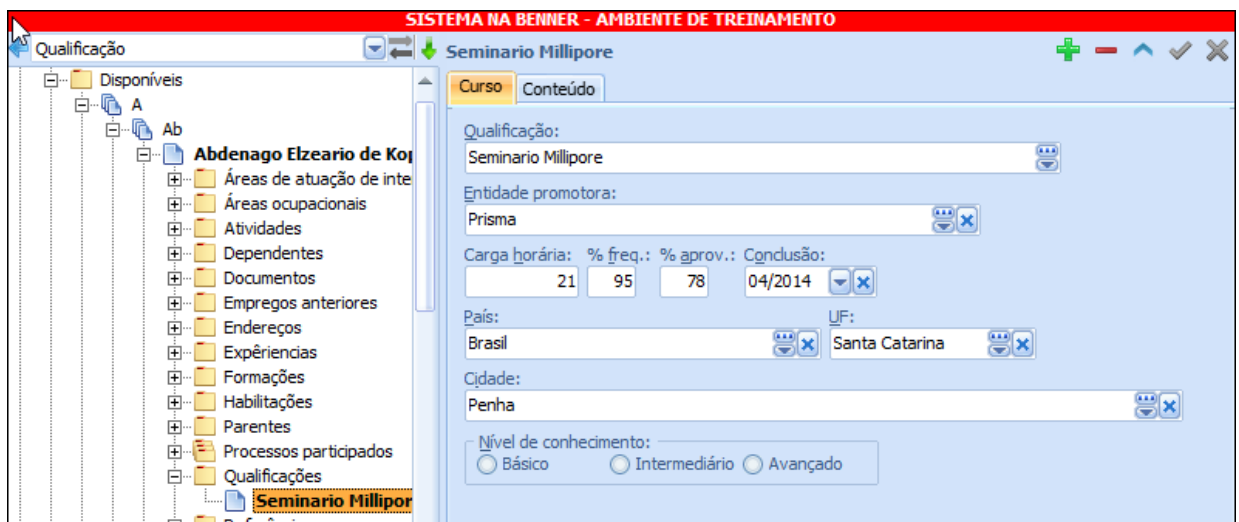 SISTEMA NA BENNER - AMBIENTE DE TREINAMENTO
Qualificação
Disponíveis
A
Ab
Abdenago Elzeario de Kop
Áreas de atuação de inte
Áreas ocupacionais
Atividades
Dependentes
Documentos
Empregos anteriores
Endereços
Expêriencias
Formações
Habilitações
Parentes
Processos participados
Qualificações
Seminario Millipor
Seminario Millipore
Curso Conteúdo
Qualificação:
Seminario Millipore
Entidade promotora:
Prisma
Carga horária: % freq.: % aprov.: Conclusão:
21 95 78 04/2014
País: UF:
Brasil Santa Catarina
Cidade:
Penha
Nível de conhecimento:
Básico Intermediário Avançado